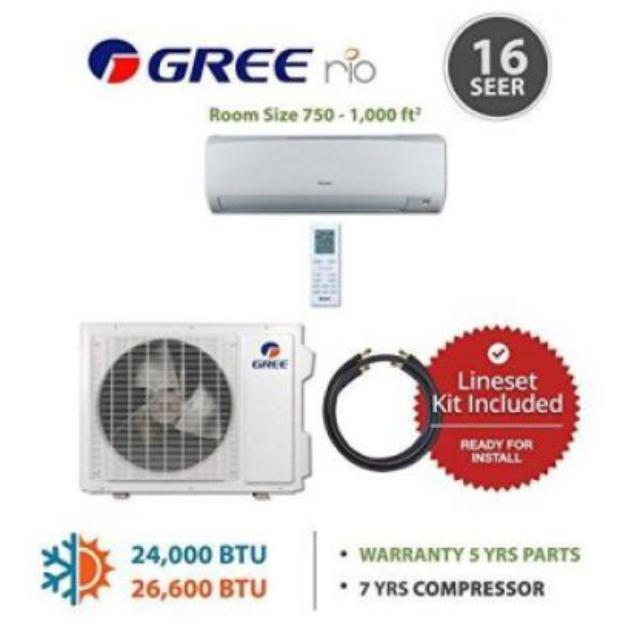 GREE rio
16
SEER
Room Size 750 - 1,000 ft²
GREE
Lineset
Kit Included
READY FOR
INSTALL
24,000 BTU
26,600 BTU
• WARRANTY 5 YRS PARTS
• 7 YRS COMPRESSOR